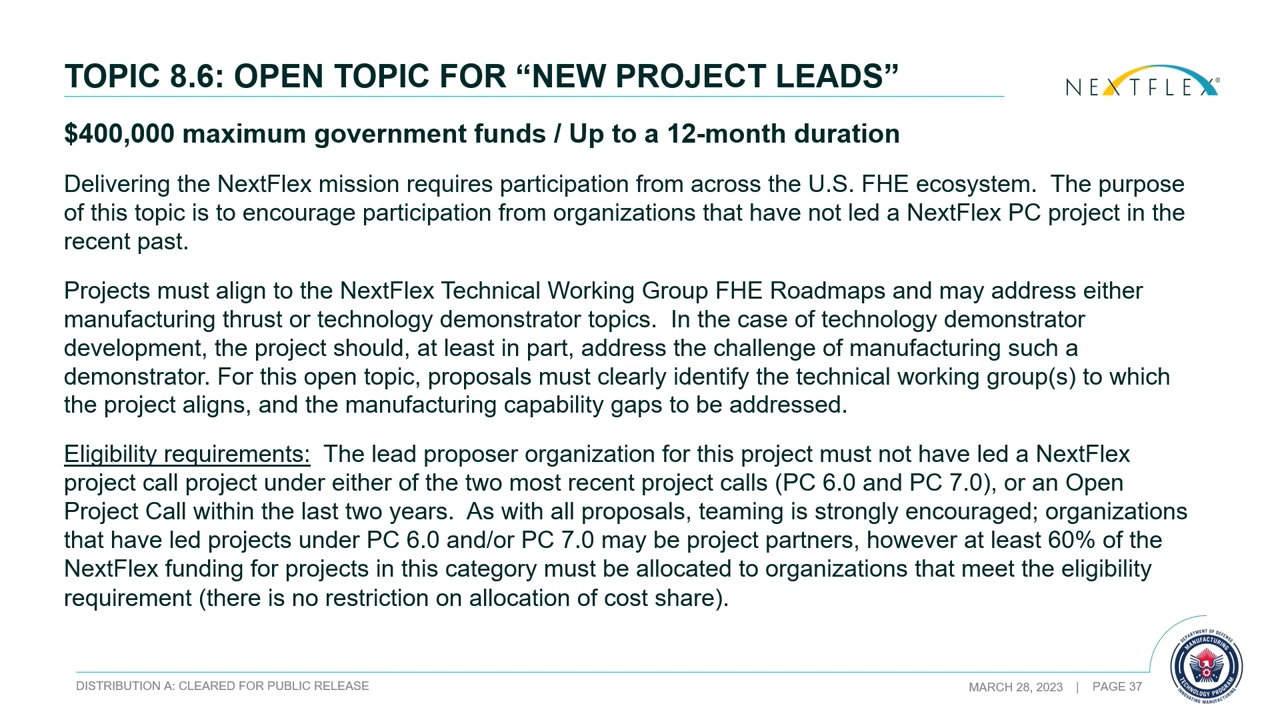 TOPIC 8.6: OPEN TOPIC FOR “NEW PROJECT LEADS”
NEXTFLEX®
$400,000 maximum government funds / Up to a 12-month duration
Delivering the NextFlex mission requires participation from across the U.S. FHE ecosystem.  The purpose
of this topic is to encourage participation from organizations that have not led a NextFlex PC project in the
recent past.
Projects must align to the NextFlex Technical Working Group FHE Roadmaps and may address either
manufacturing thrust or technology demonstrator topics.  In the case of technology demonstrator
development, the project should, at least in part, address the challenge of manufacturing such a
demonstrator. For this open topic, proposals must clearly identify the technical working group(s) to which
the project aligns, and the manufacturing capability gaps to be addressed.
Eligibility requirements:  The lead proposer organization for this project must not have led a NextFlex
project call project under either of the two most recent project calls (PC 6.0 and PC 7.0), or an Open
Project Call within the last two years.  As with all proposals, teaming is strongly encouraged; organizations
that have led projects under PC 6.0 and/or PC 7.0 may be project partners, however at least 60% of the
NextFlex funding for projects in this category must be allocated to organizations that meet the eligibility
requirement (there is no restriction on allocation of cost share).
DISTRIBUTION A: CLEARED FOR PUBLIC RELEASE
MARCH 28, 2023 | PAGE 37
DEPARTMENT OF DEFENSE
MANUFACTURING
TECHNOLOGY PROGRAM
INNOVATING MANUFACTURING